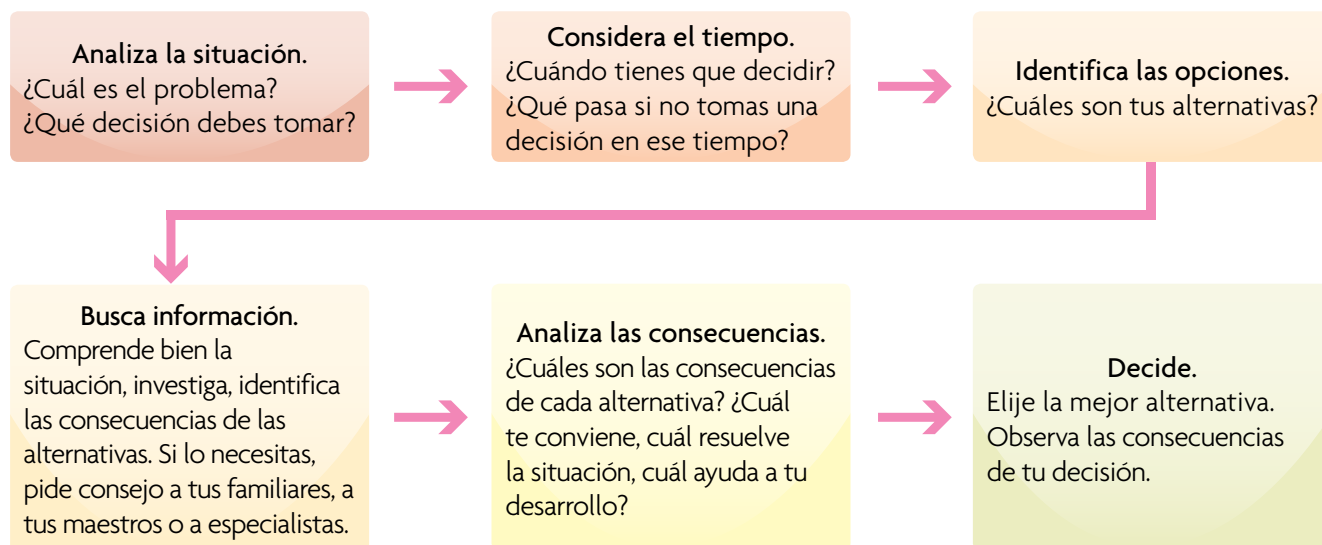 Analiza la situación.
¿Cuál es el problema?
¿Qué decisión debes tomar?
Considera el tiempo.
¿Cuándo tienes que decidir?
¿Qué pasa si no tomas una
decisión en ese tiempo?
Identifica las opciones.
¿Cuáles son tus alternativas?
Busca información.
Comprende bien la
situación, investiga, identifica
las consecuencias de las
alternativas. Si lo necesitas,
pide consejo a tus familiares, a
tus maestros o a especialistas.
Analiza las consecuencias.
¿Cuáles son las consecuencias
de cada alternativa? ¿Cuál
te conviene, cuál resuelve
la situación, cuál ayuda a tu
desarrollo?
Decide.
Elije la mejor alternativa.
Observa las consecuencias
de tu decisión.